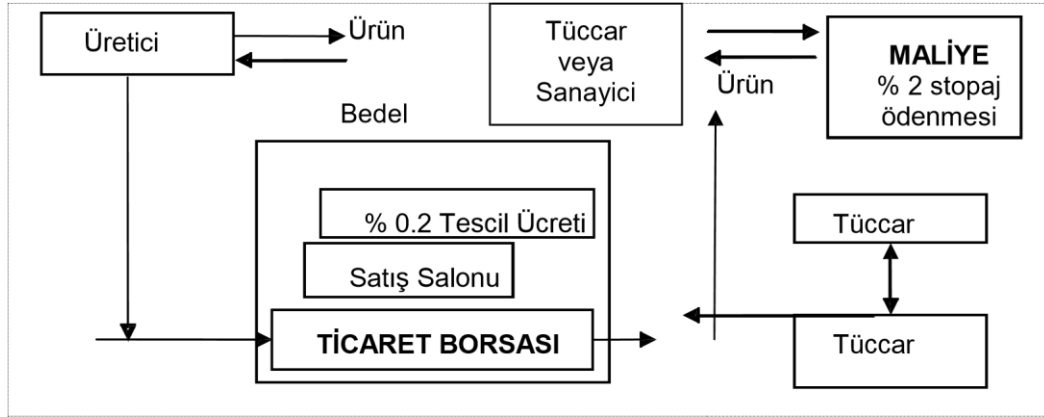 Üretici
Ürün
Bedel
Tüccar
veya
Sanayici
Ürün
MALİYE
% 2 stopaj
ödenmesi
% 0.2 Tescil Ücreti
Satış Salonu
TİCARET BORSASI
Tüccar
Tüccar